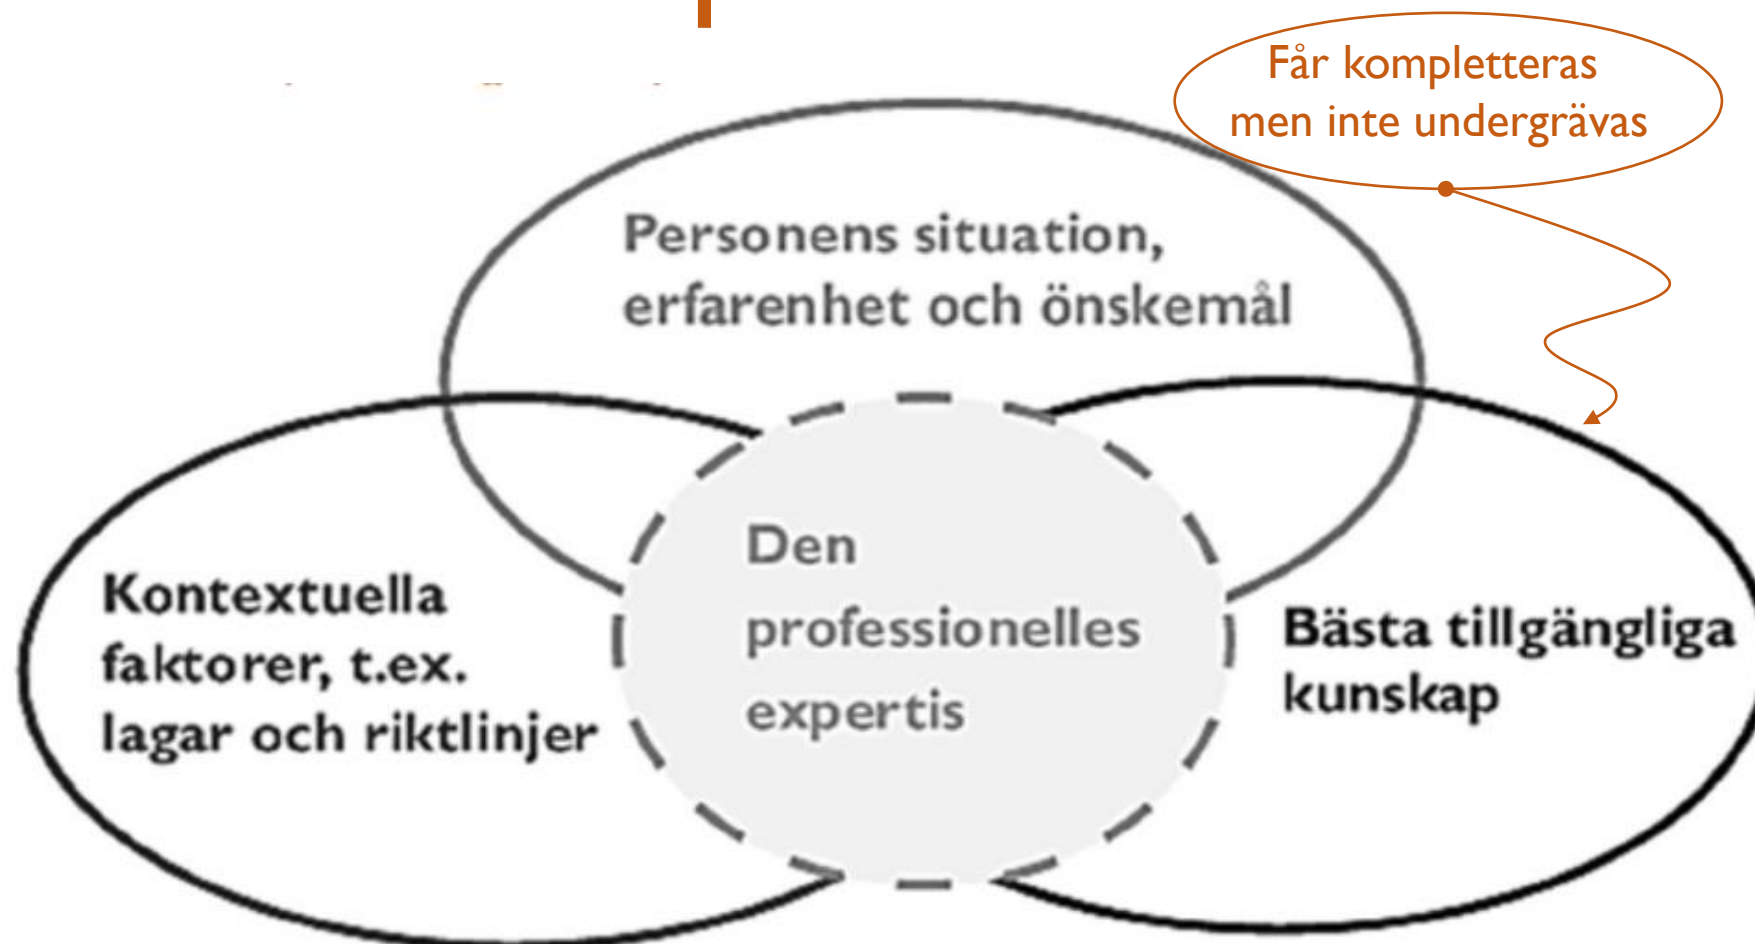 Får kompletteras
men inte undergrävas
Personens situation,
erfarenhet och önskemål
Kontextuella
faktorer, t.ex.
lagar och riktlinjer
Den
professionelles
expertis
Bästa tillgängliga
kunskap